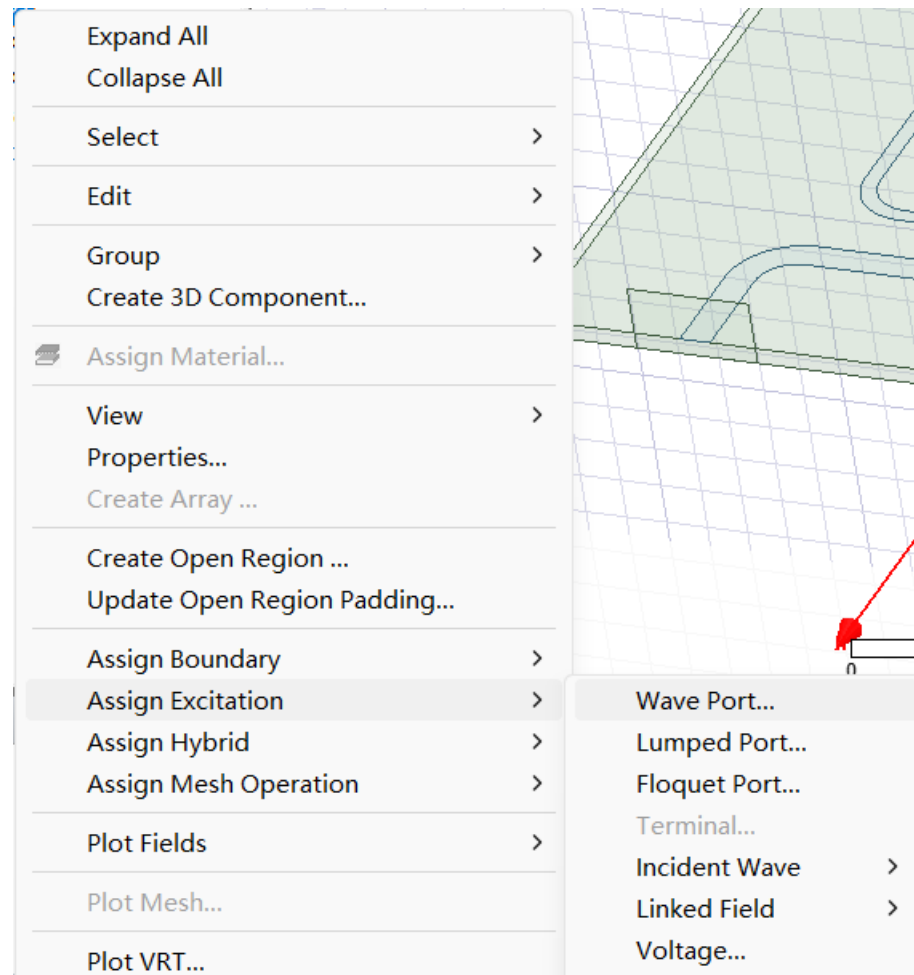 Expand All
Collapse All
Select
Edit
Group
Create 3D Component...
Assign Material...
View
Properties...
Create Array ...
Create Open Region ...
Update Open Region Padding...
Assign Boundary
0
Assign Excitation
Wave Port...
Assign Hybrid
Lumped Port...
Assign Mesh Operation
Floquet Port...
Terminal...
Plot Fields
Incident Wave
Plot Mesh...
Linked Field
Plot VRT...
Voltage...